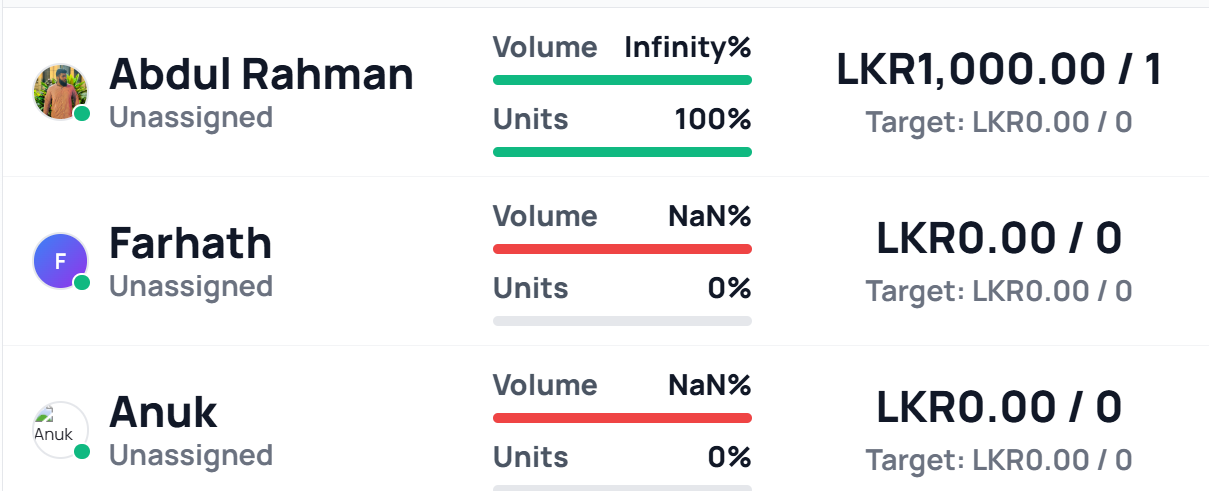 Abdul Rahman
Unassigned
Volume Infinity%
Units 100%
LKR1,000.00 / 1
Target: LKR0.00 / 0
F
Farhath
Unassigned
Volume NaN%
Units 0%
LKR0.00 / 0
Target: LKR0.00 / 0
Anuk
Anuk
Unassigned
Volume NaN%
Units 0%
LKR0.00 / 0
Target: LKR0.00 / 0